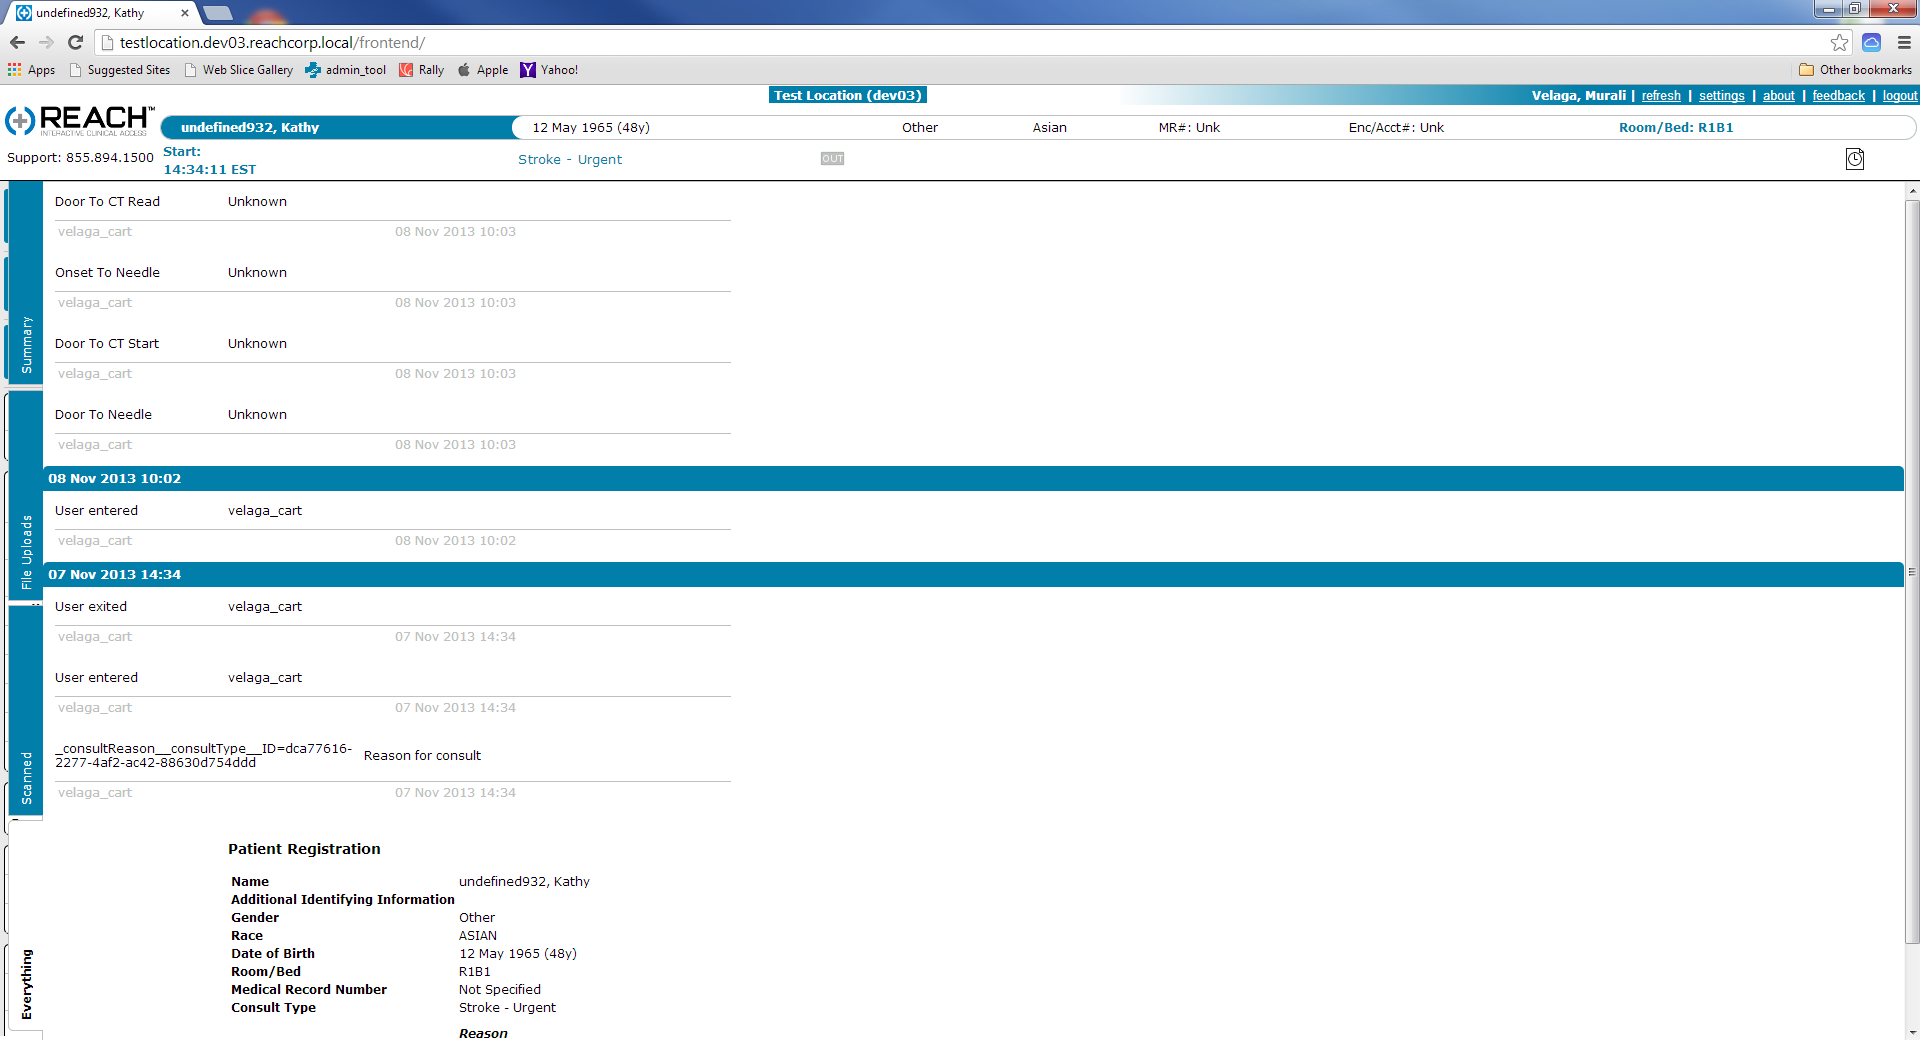 undefined932, Kathy
testlocation.dev03.reachcorp.local/frontend/
Apps Suggested Sites Web Slice Gallery admin_tool Rally Apple Yahoo! Other bookmarks
Test Location (dev03) Velaga, Murali | refresh | settings | about | feedback | logout
REACH™
INTERACTIVE CLINICAL ACCESS
undefined932, Kathy 12 May 1965 (48y) Other Asian MR#: Unk Enc/Acct#: Unk Room/Bed: R1B1
Support: 855.894.1500
Start:
14:34:11 EST
Stroke - Urgent
OUT
Summary
File Uploads
Scanned
Everything
Door To CT Read Unknown
velaga_cart 08 Nov 2013 10:03
Onset To Needle Unknown
velaga_cart 08 Nov 2013 10:03
Door To CT Start Unknown
velaga_cart 08 Nov 2013 10:03
Door To Needle Unknown
velaga_cart 08 Nov 2013 10:03
08 Nov 2013 10:02
User entered velaga_cart
velaga_cart 08 Nov 2013 10:02
07 Nov 2013 14:34
User exited velaga_cart
velaga_cart 07 Nov 2013 14:34
User entered velaga_cart
velaga_cart 07 Nov 2013 14:34
_consultReason__consultType__ID=dca77616-
2277-4af2-ac42-88630d754ddd
Reason for consult
velaga_cart 07 Nov 2013 14:34
Patient Registration
Name undefined932, Kathy
Additional Identifying Information
Gender Other
Race ASIAN
Date of Birth 12 May 1965 (48y)
Room/Bed R1B1
Medical Record Number Not Specified
Consult Type Stroke - Urgent
Reason